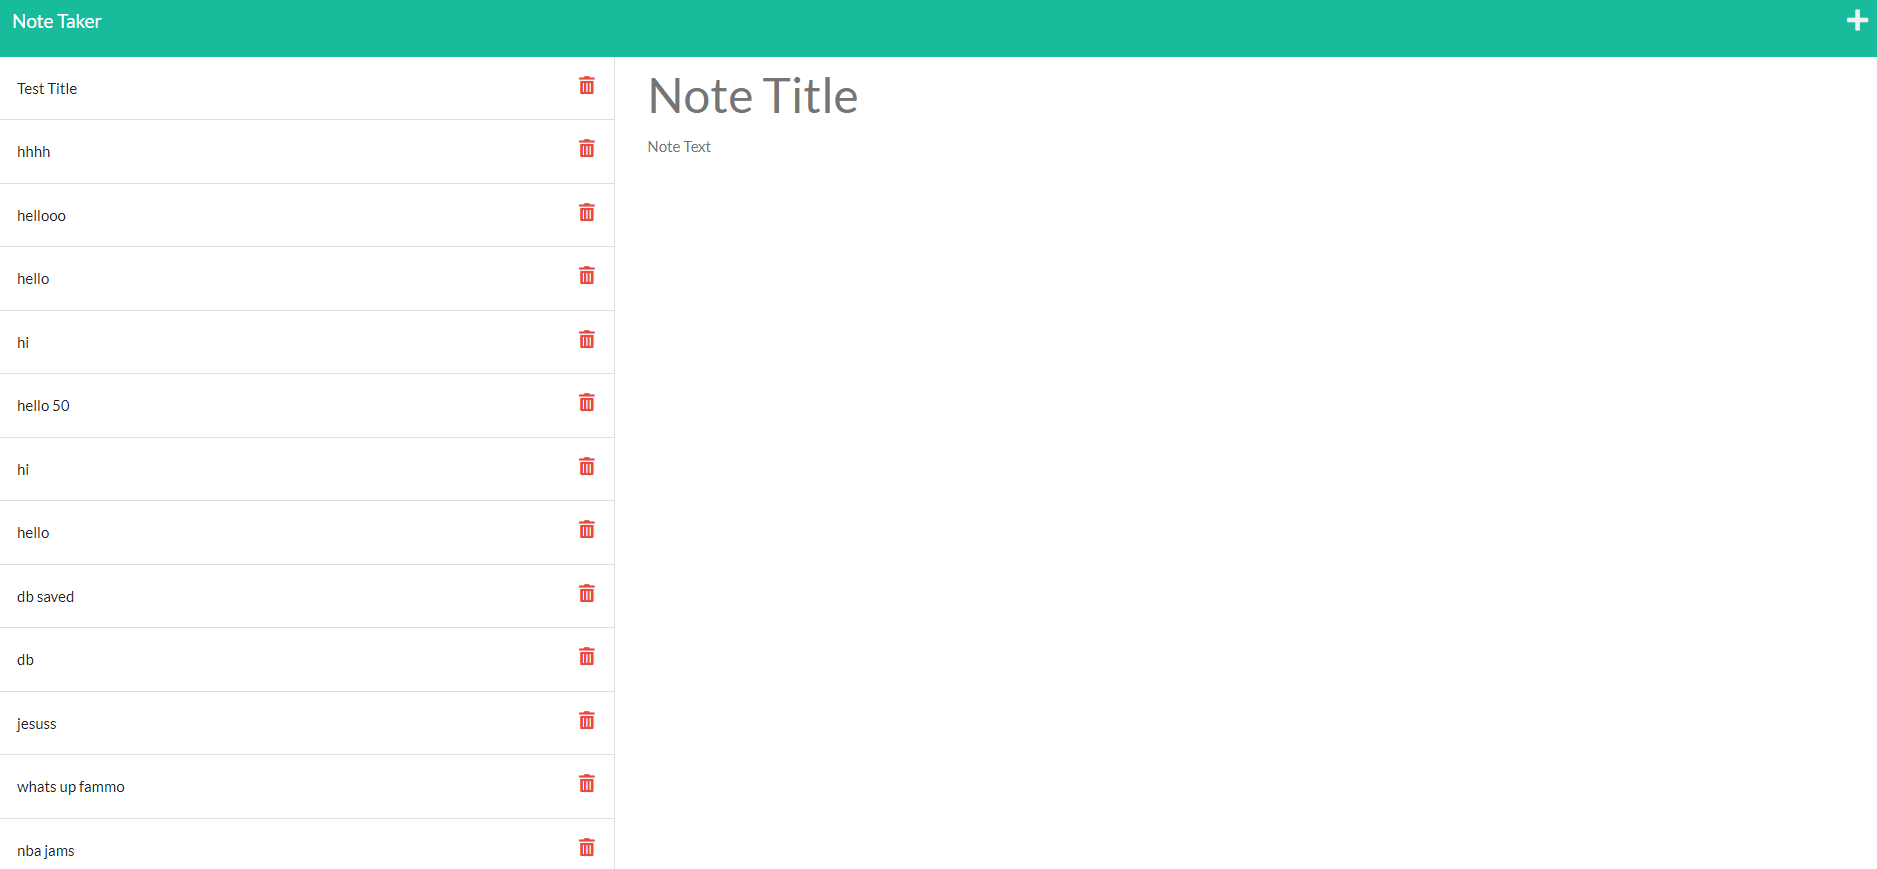 Note Taker
Test Title
hhhh
hellooo
hello
hi
hello 50
hi
hello
db saved
db
jesuss
whats up fammo
nba jams
Note Title
Note Text